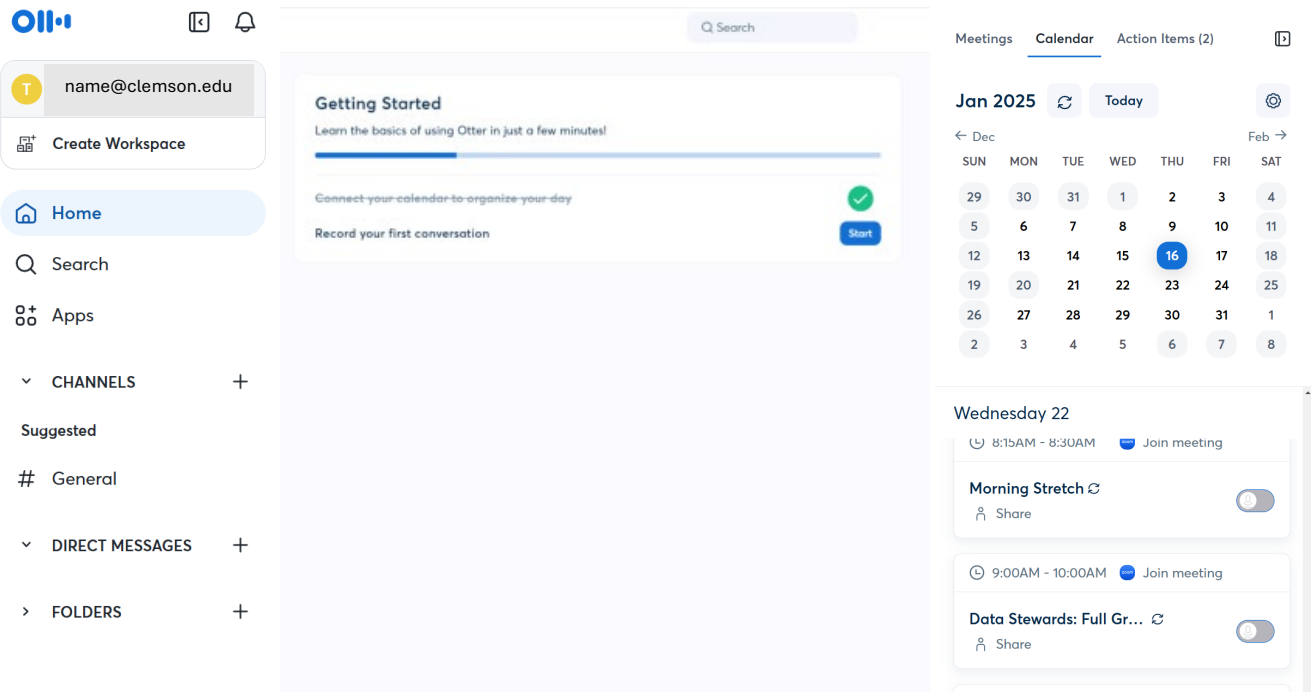 T
name@clemson.edu
Create Workspace
Home
Search
Apps
CHANNELS
Suggested
# General
DIRECT MESSAGES
FOLDERS
Search
Getting Started
Learn the basics of using Otter in just a few minutes!
Connect your calendar to organize your day
Record your first conversation
Start
Meetings Calendar Action Items (2)
Jan 2025 Today
← Dec Feb →
SUN MON TUE WED THU FRI SAT
29 30 31 1 2 3 4
5 6 7 8 9 10 11
12 13 14 15 16 17 18
19 20 21 22 23 24 25
26 27 28 29 30 31 1
2 3 4 5 6 7 8
Wednesday 22
8:15AM - 8:30AM zoom Join meeting
Morning Stretch
Share
9:00AM - 10:00AM zoom Join meeting
Data Stewards: Full Gr...
Share